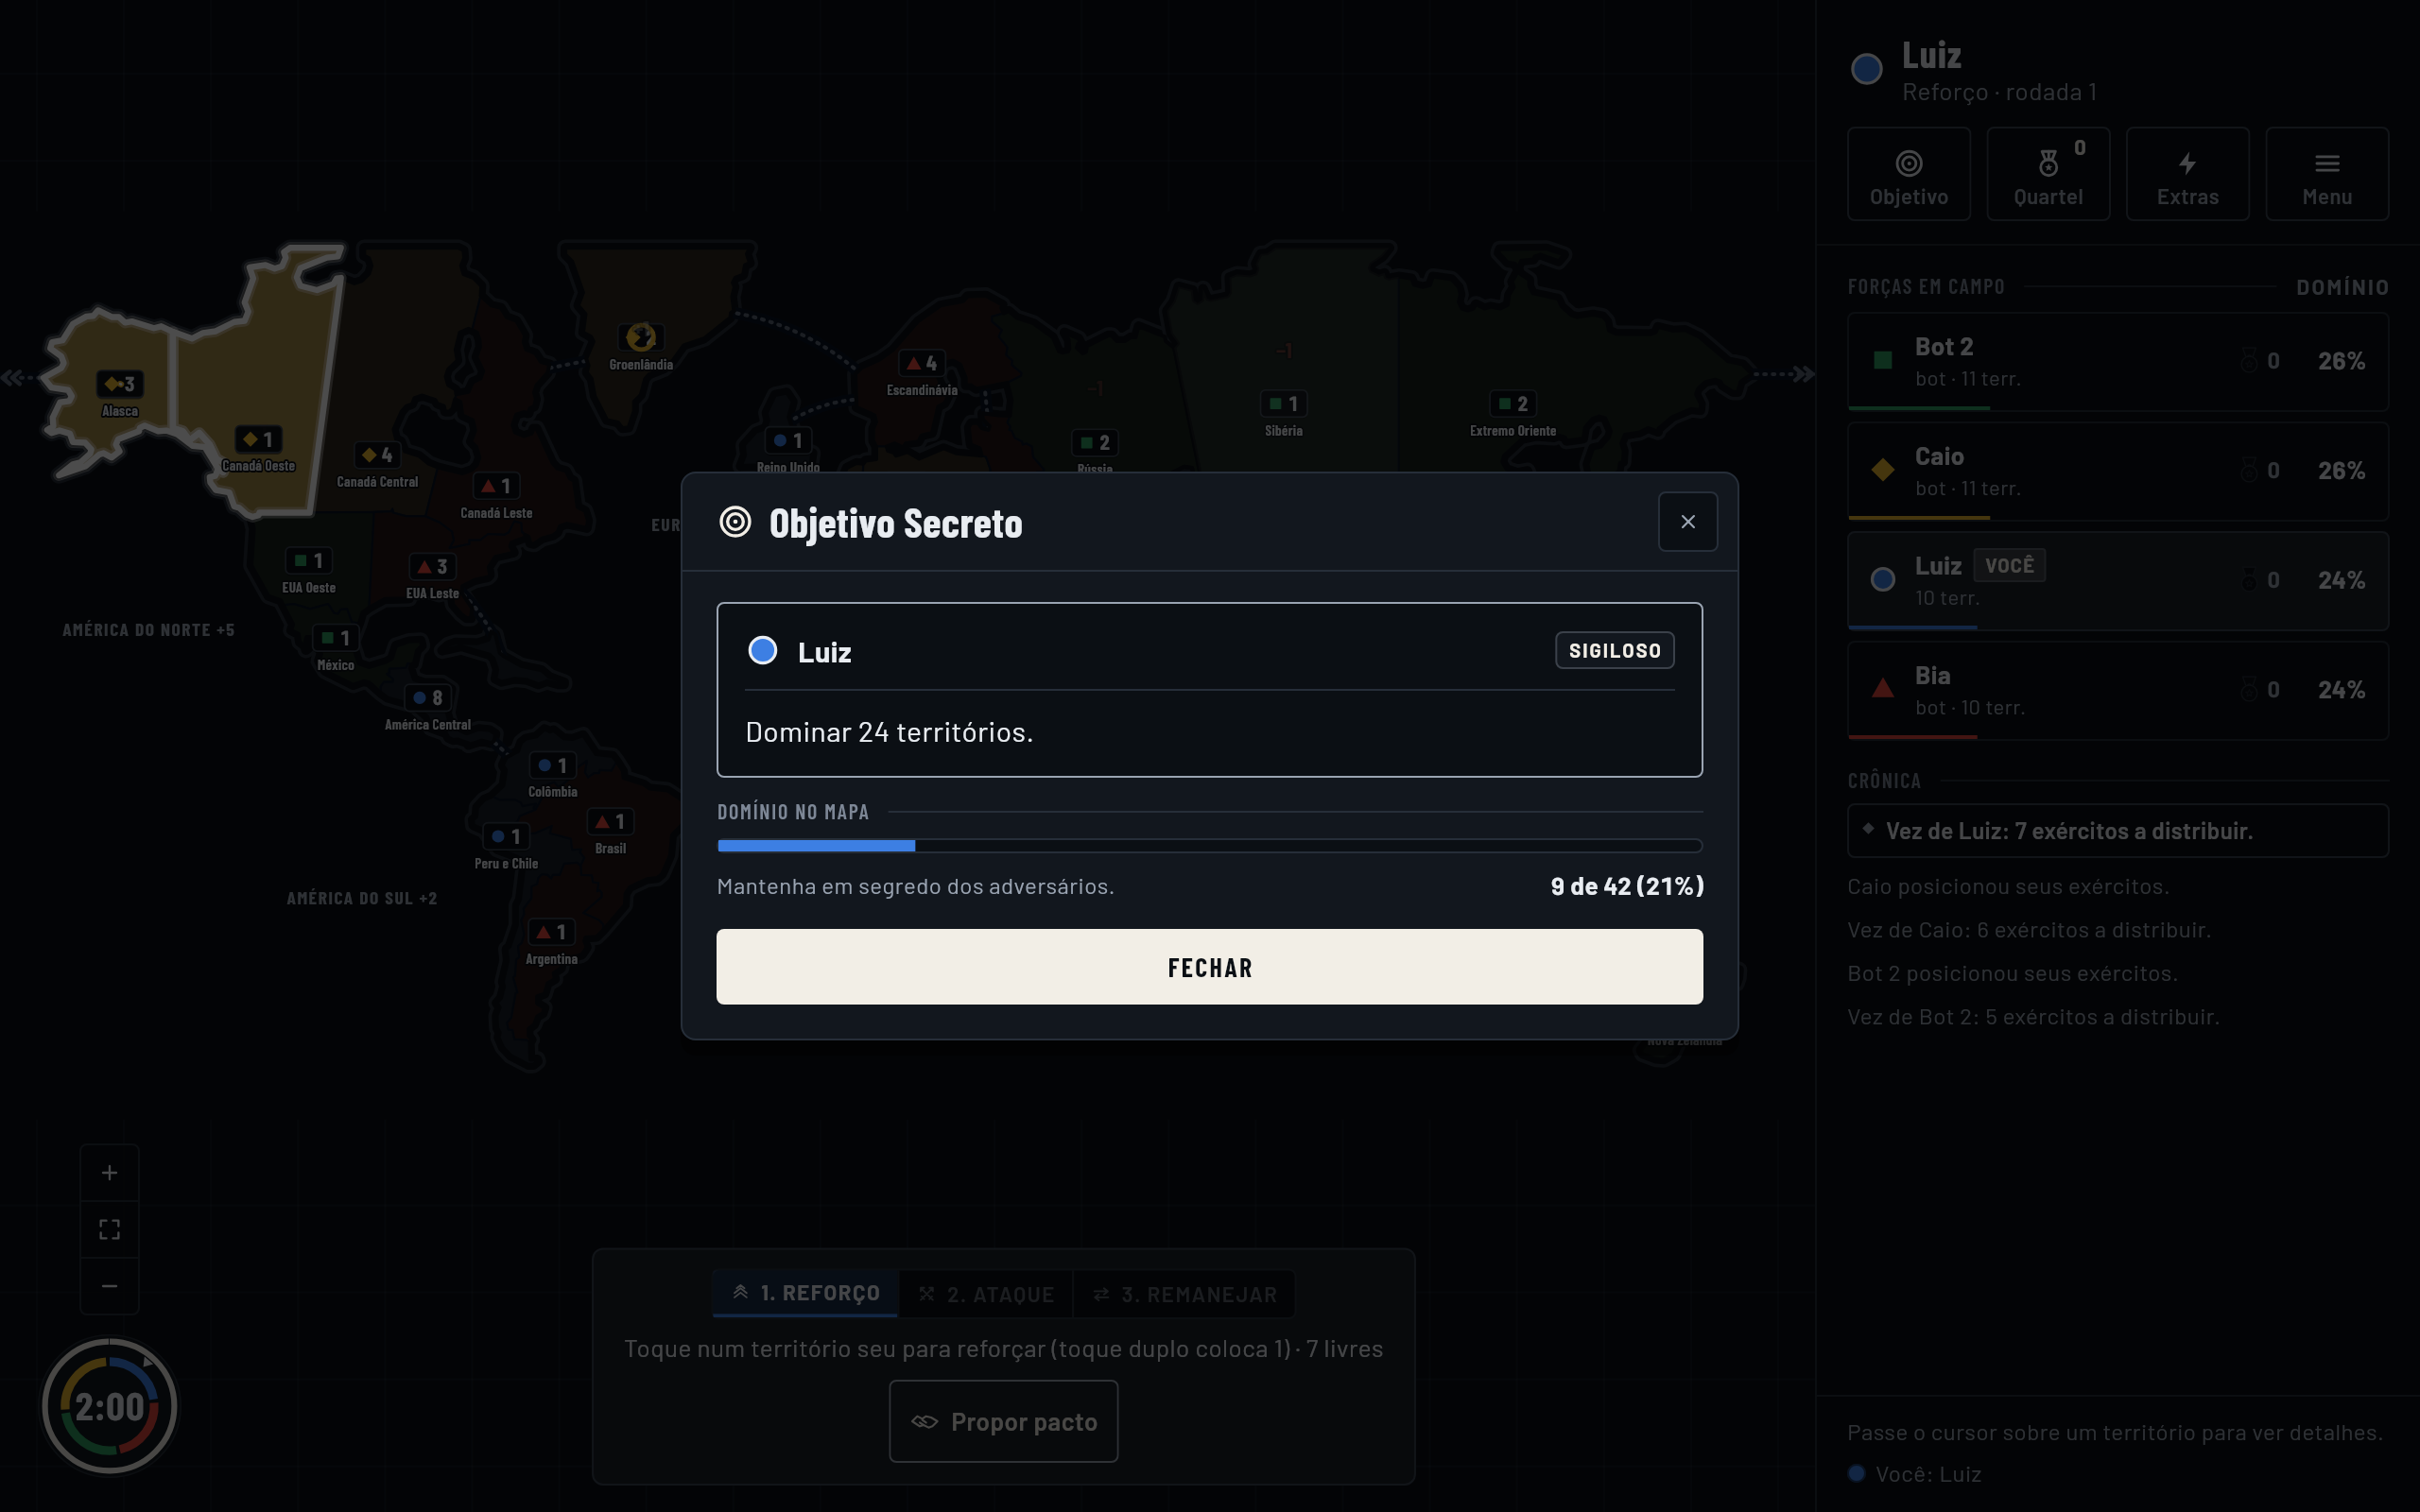 Luiz
Reforço · rodada 1
Objetivo
0
Quartel
Extras
Menu
FORÇAS EM CAMPO
DOMÍNIO
Bot 2
bot · 11 terr.
0
26%
Caio
bot · 11 terr.
0
26%
Luiz VOCÊ
10 terr.
0
24%
Bia
bot · 10 terr.
0
24%
CRÔNICA
Vez de Luiz: 7 exércitos a distribuir.
Caio posicionou seus exércitos.
Vez de Caio: 6 exércitos a distribuir.
Bot 2 posicionou seus exércitos.
Vez de Bot 2: 5 exércitos a distribuir.
Passe o cursor sobre um território para ver detalhes.
Você: Luiz
3
Alasca
1
Canadá Oeste
4
Canadá Central
1
Canadá Leste
Groenlândia
4
Escandinávia
1
Reino Unido
-1
2
Rússia
-1
1
Sibéria
2
Extremo Oriente
1
EUA Oeste
3
EUA Leste
AMÉRICA DO NORTE +5
1
México
8
América Central
1
Colômbia
1
Peru e Chile
1
Brasil
AMÉRICA DO SUL +2
1
Argentina
Nova Zelândia
Objetivo Secreto
Luiz
SIGILOSO
Dominar 24 territórios.
DOMÍNIO NO MAPA
Mantenha em segredo dos adversários.
9 de 42 (21%)
FECHAR
2:00
1. REFORÇO
2. ATAQUE
3. REMANEJAR
Toque num território seu para reforçar (toque duplo coloca 1) · 7 livres
Propor pacto